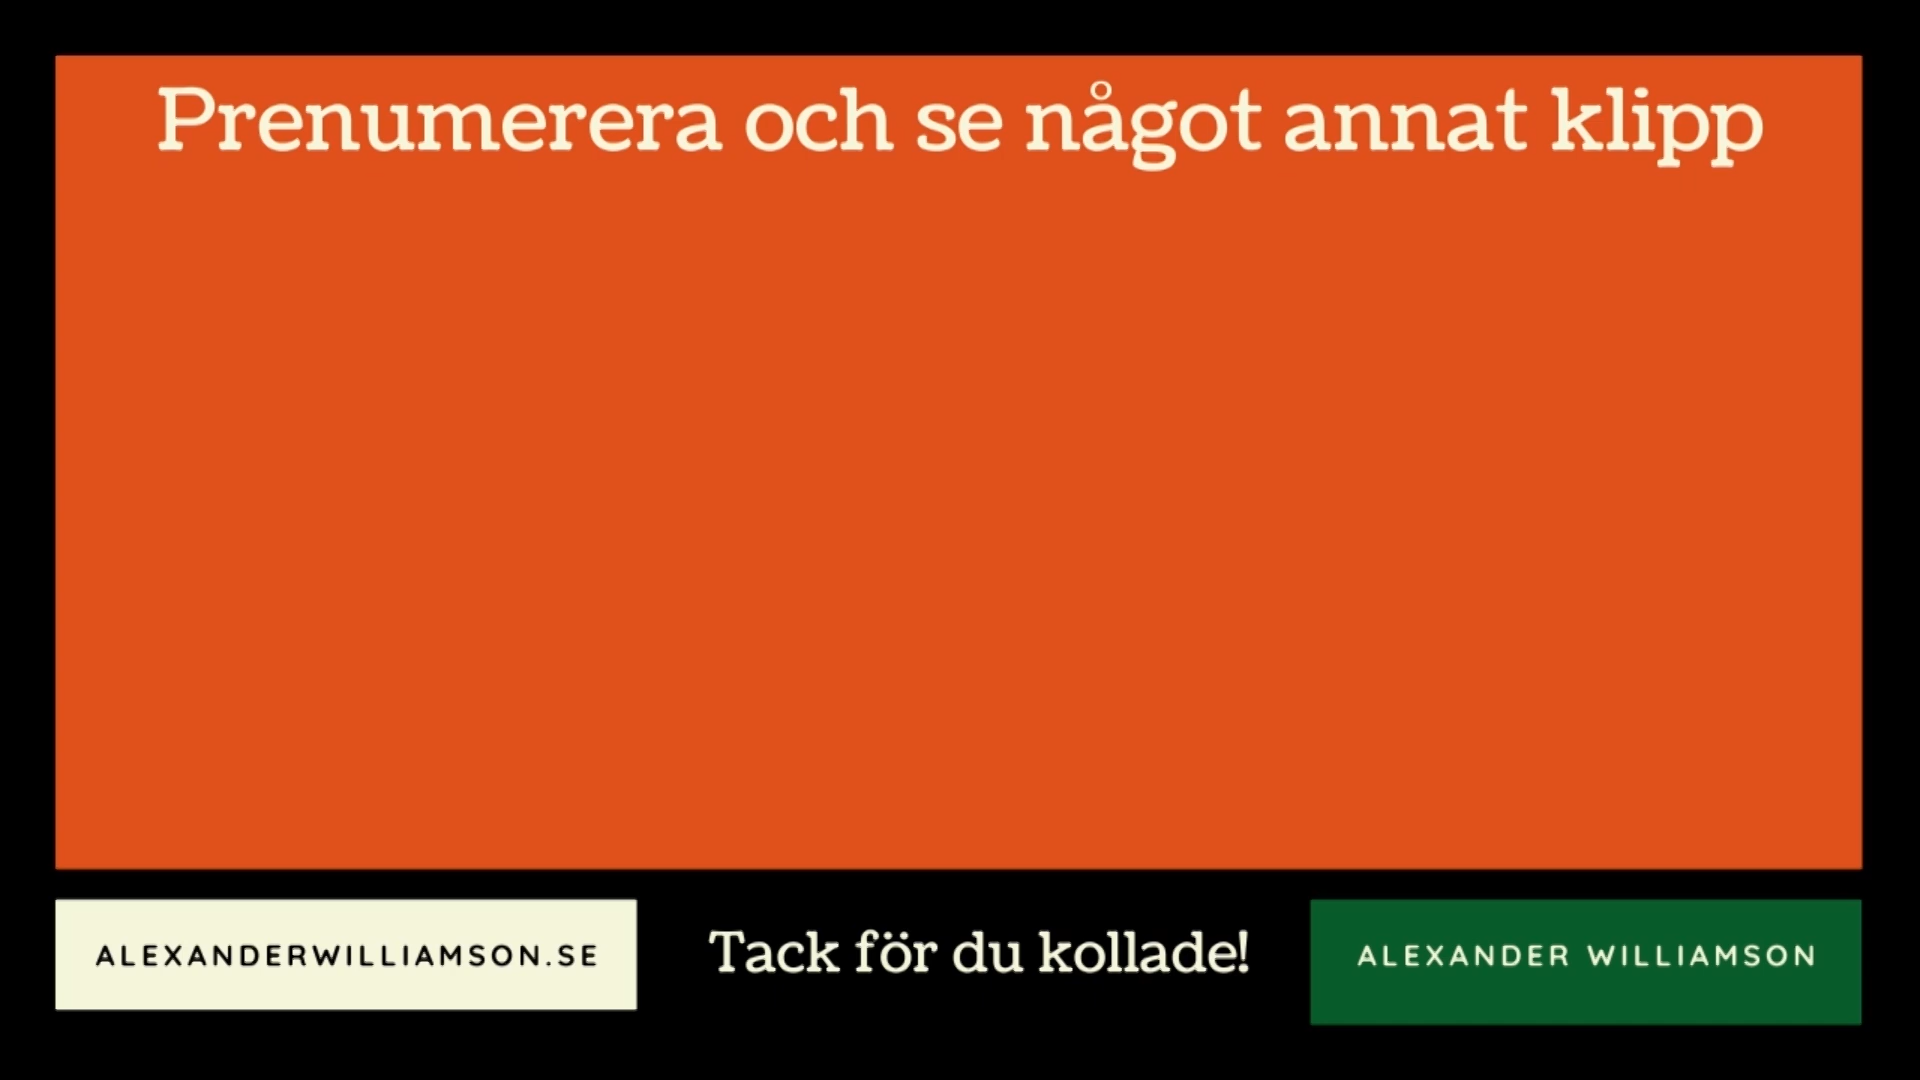 Prenumerera och se något annat klipp
ALEXANDERWILLIAMSON.SE
Tack för du kollade!
ALEXANDER WILLIAMSON